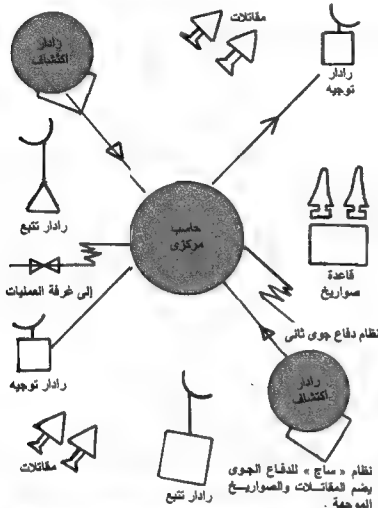 رادار
اكتشاف
مقاتلات
رادار
توجيه
رادار تتبع
حاسب
مركزى
قاعدة
صواريخ
إلى غرفة العمليات
نظام دفاع جوى ثانى
رادار توجيه
رادار
اكتشاف
مقاتلات
رادار تتبع
نظام « ساج » للدفاع الجوى
يضم المقاتلات والصواريخ
الموجهة .